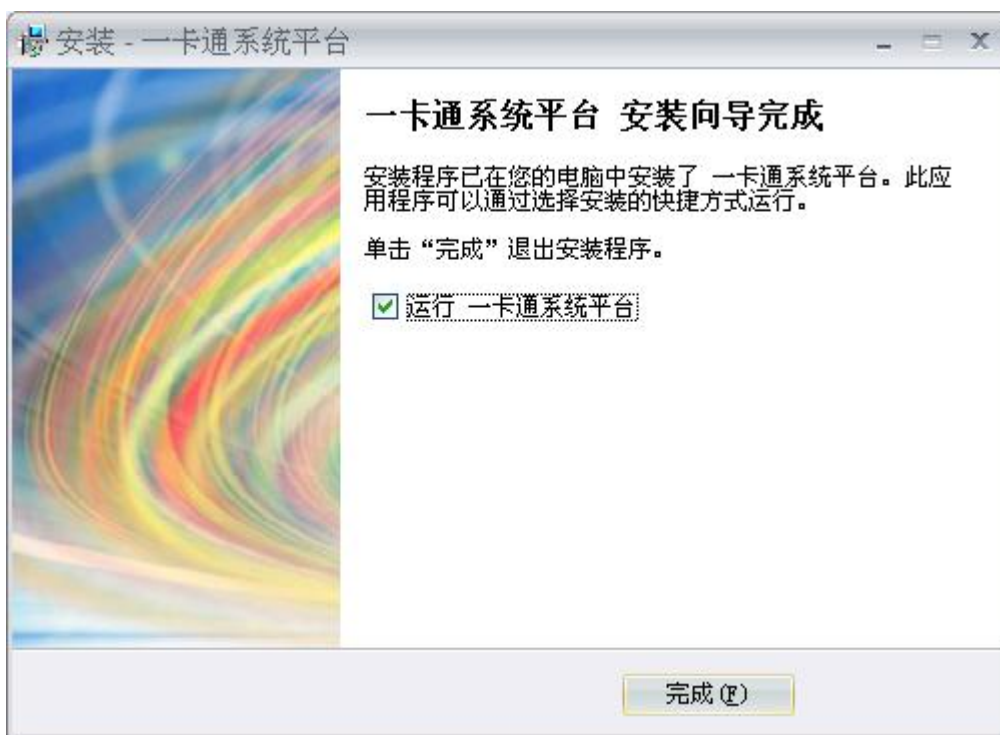 安装 - 一卡通系统平台
一卡通系统平台 安装向导完成
安装程序已在您的电脑中安装了 一卡通系统平台。此应
用程序可以通过选择安装的快捷方式运行。
单击“完成”退出安装程序。
运行 一卡通系统平台
完成(F)